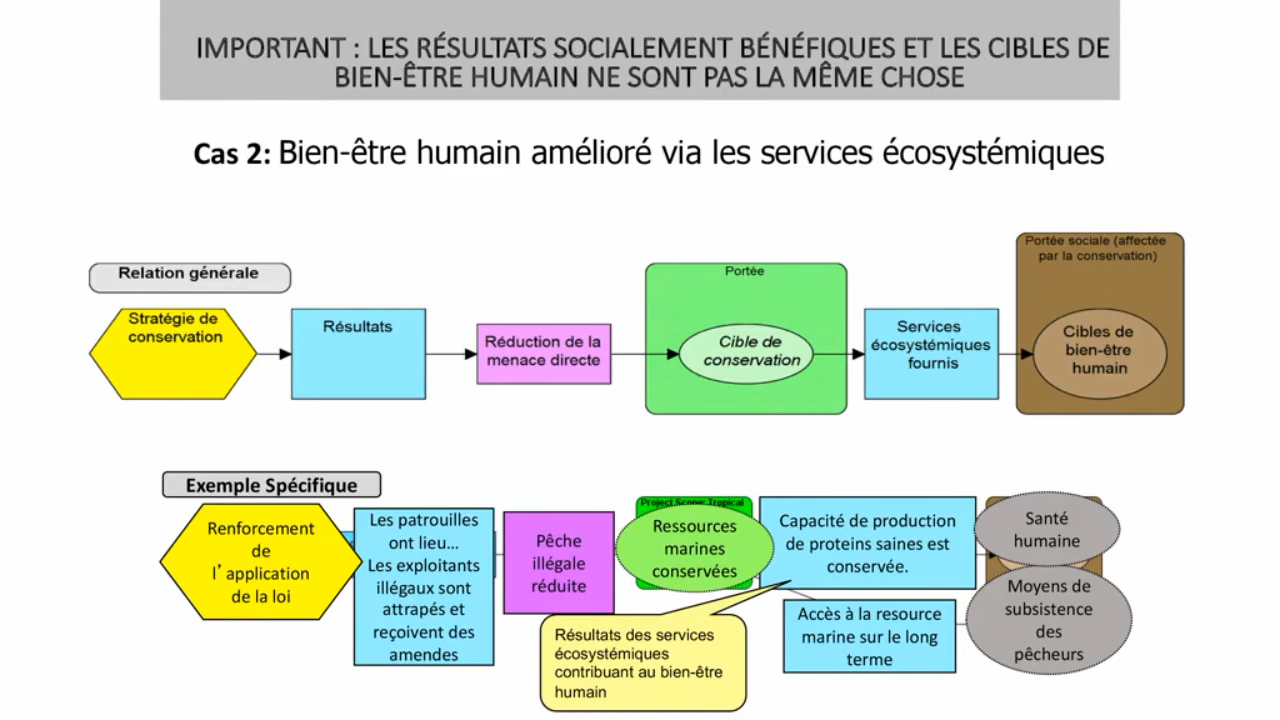 IMPORTANT : LES RÉSULTATS SOCIALEMENT BÉNÉFIQUES ET LES CIBLES DE
BIEN-ÊTRE HUMAIN NE SONT PAS LA MÊME CHOSE
Cas 2: Bien-être humain amélioré via les services écosystémiques
Relation générale
Stratégie de
conservation
Résultats
Réduction de la
menace directe
Portée
Cible de
conservation
Services
écosystémiques
fournis
Portée sociale (affectée
par la conservation)
Cibles de
bien-être
humain
Exemple Spécifique
Renforcement
de
l’application
de la loi
Les patrouilles
ont lieu…
Les exploitants
illégaux sont
attrapés et
reçoivent des
amendes
Pêche
illégale
réduite
Project Scope: Tropical
Ressources
marines
conservées
Capacité de production
de proteins saines est
conservée.
Accès à la resource
marine sur le long
terme
Santé
humaine
Moyens de
subsistence
des
pêcheurs
Résultats des services
écosystémiques
contribuant au bien-être
humain